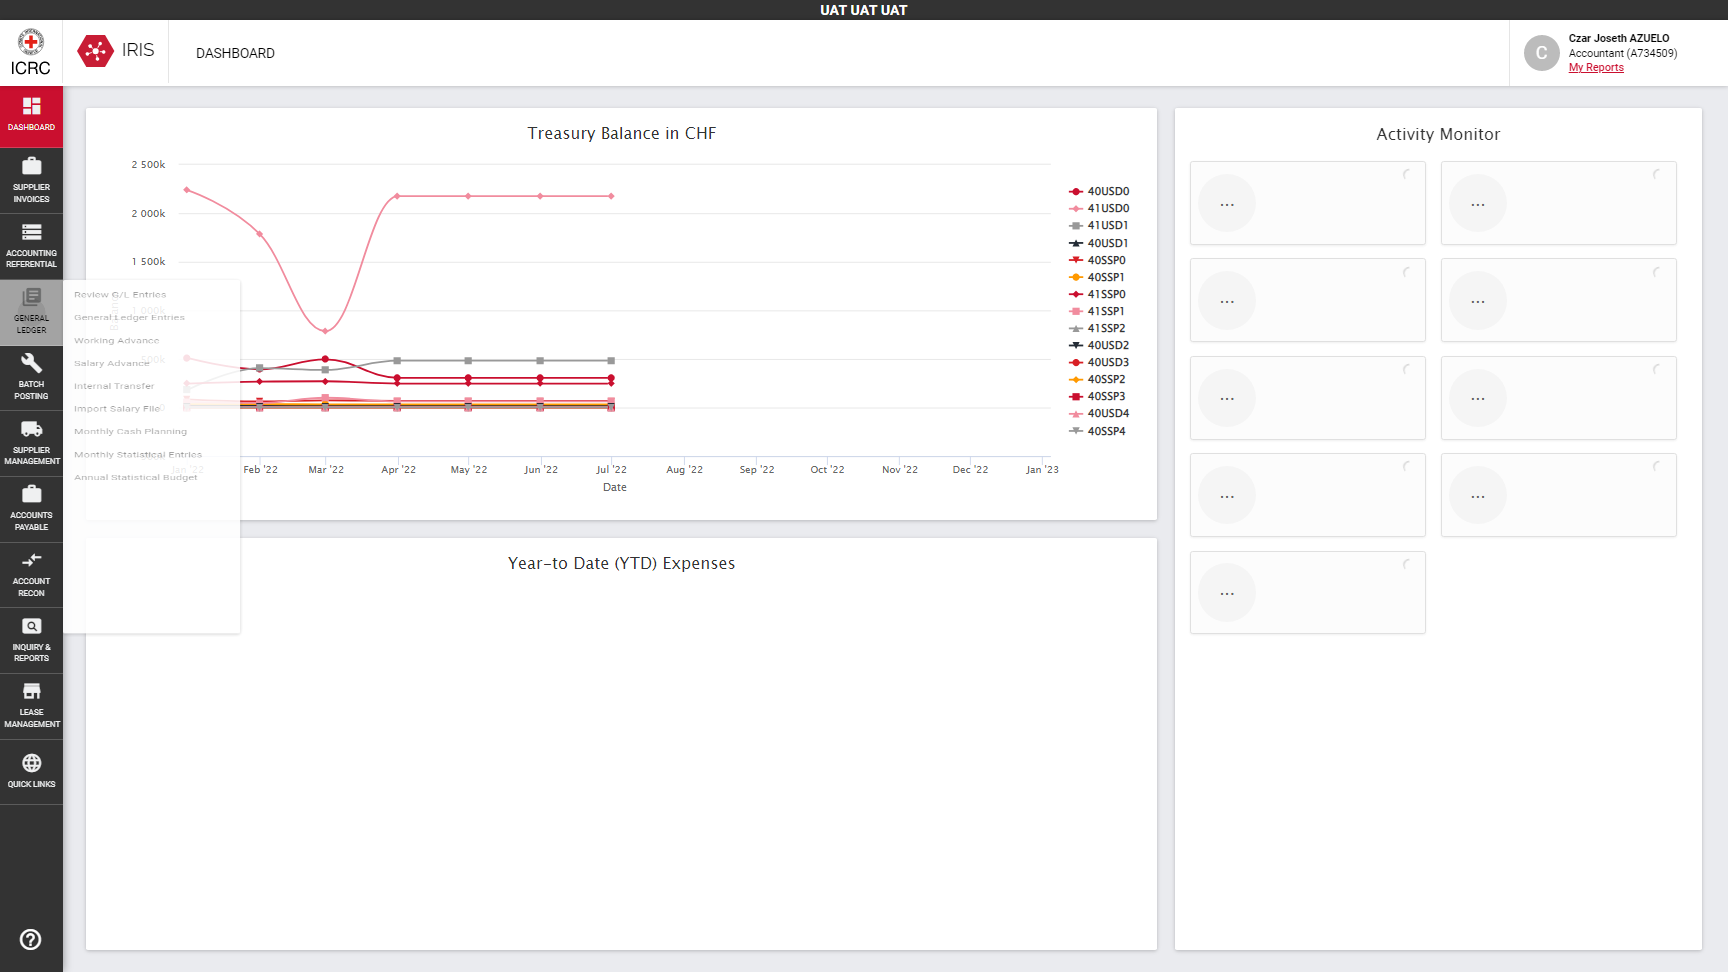 UAT UAT UAT
ICRC
IRIS
DASHBOARD
Czar Joseth AZUELO
C
Accountant (A734509)
My Reports
DASHBOARD
SUPPLIER
INVOICES
ACCOUNTING
REFERENTIAL
GENERAL
LEDGER
BATCH
POSTING
SUPPLIER
MANAGEMENT
ACCOUNTS
PAYABLE
ACCOUNT
RECON
INQUIRY &
REPORTS
LEASE
MANAGEMENT
QUICK LINKS
Review G/L Entries
General Ledger Entries
Working Advance
Salary Advance
Internal Transfer
Import Salary File
Monthly Cash Planning
Monthly Statistical Entries
Annual Statistical Budget
Treasury Balance in CHF
2 500k
2 000k
1 500k
1 000k
500k
0
Jan '22
Feb '22
Mar '22
Apr '22
May '22
Jun '22
Jul '22
Aug '22
Sep '22
Oct '22
Nov '22
Dec '22
Jan '23
Date
40USD0
41USD0
41USD1
40USD1
40SSP0
40SSP1
41SSP0
41SSP1
41SSP2
40USD2
40USD3
40SSP2
40SSP3
40USD4
40SSP4
Year-to Date (YTD) Expenses
Activity Monitor
...
...
...
...
...
...
...
...
...